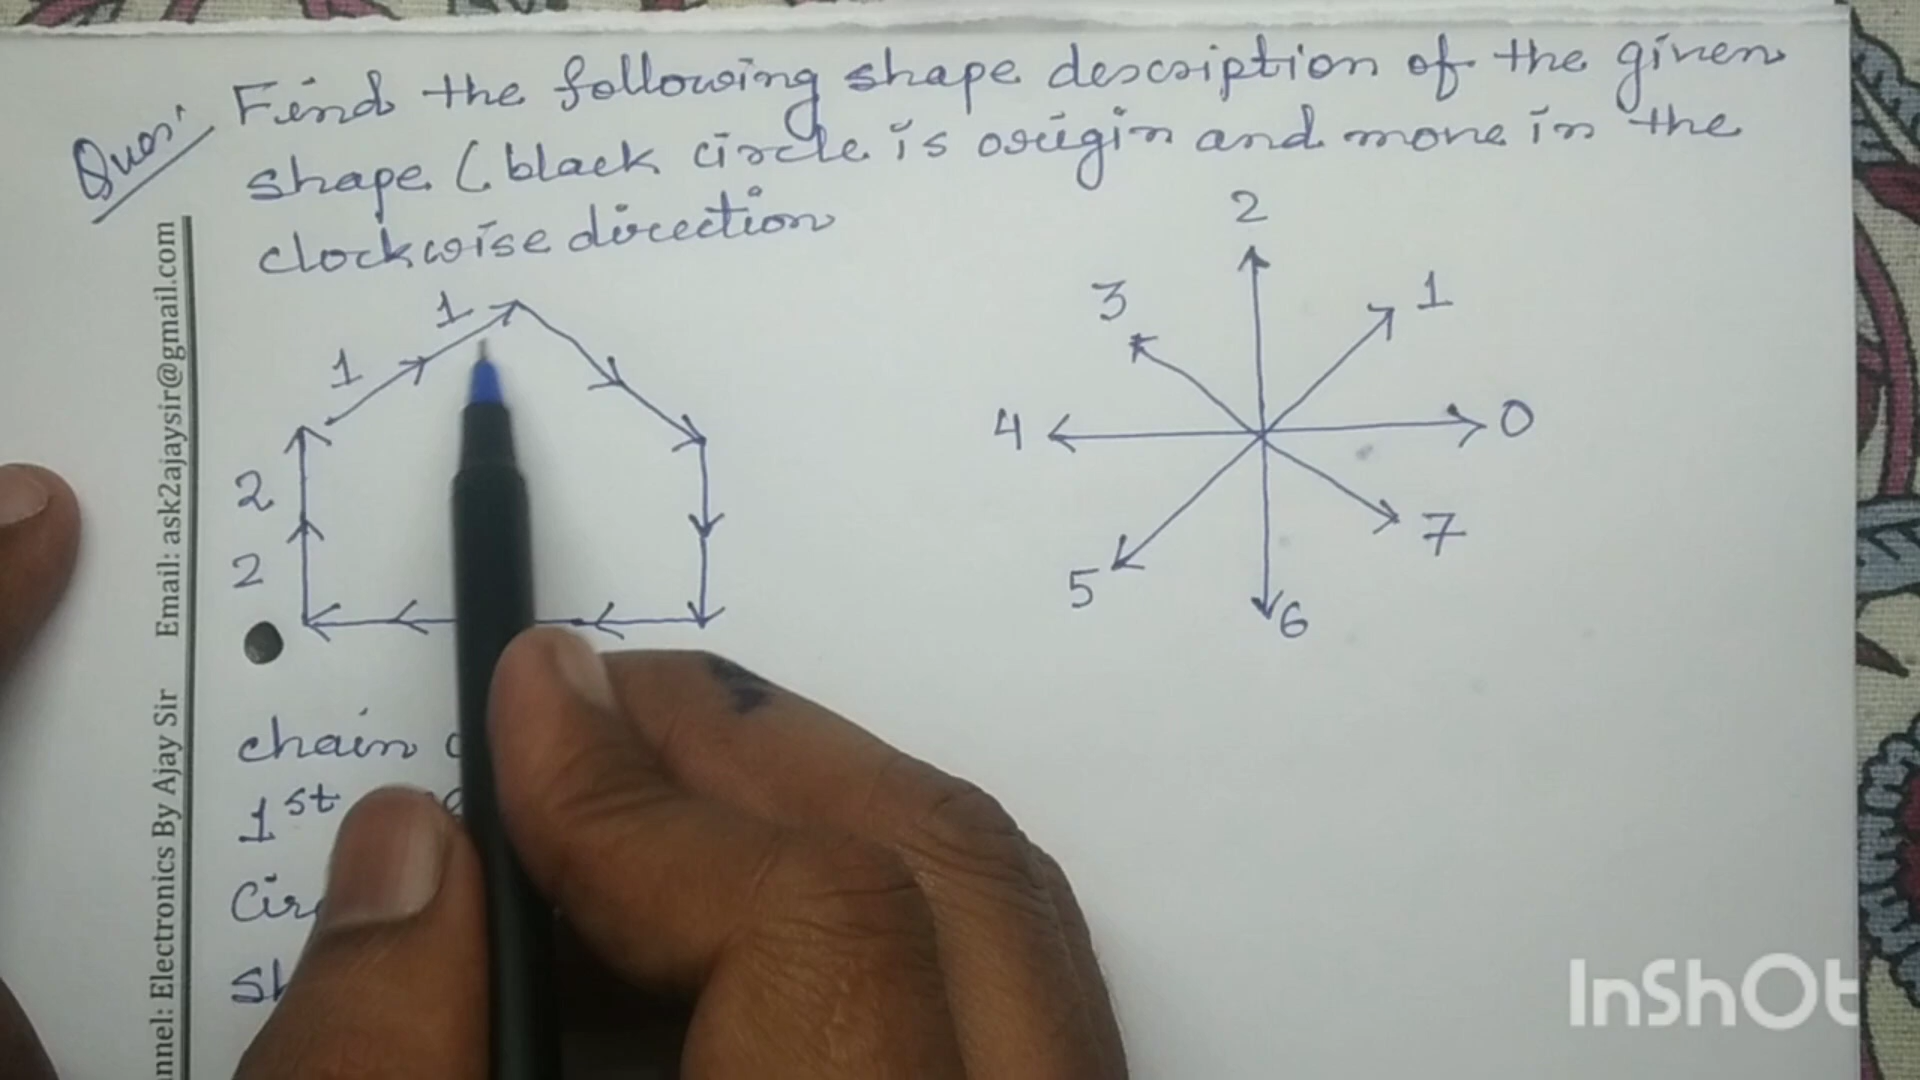 Ques:
Find the following shape description of the given
shape (black circle is origin and move in the
clockwise direction
2
3
1
1
1
4
0
2
2
7
5
6
chain
1st
Email: ask2ajaysir@gmail.com
Electronics By Ajay Sir
InShOt